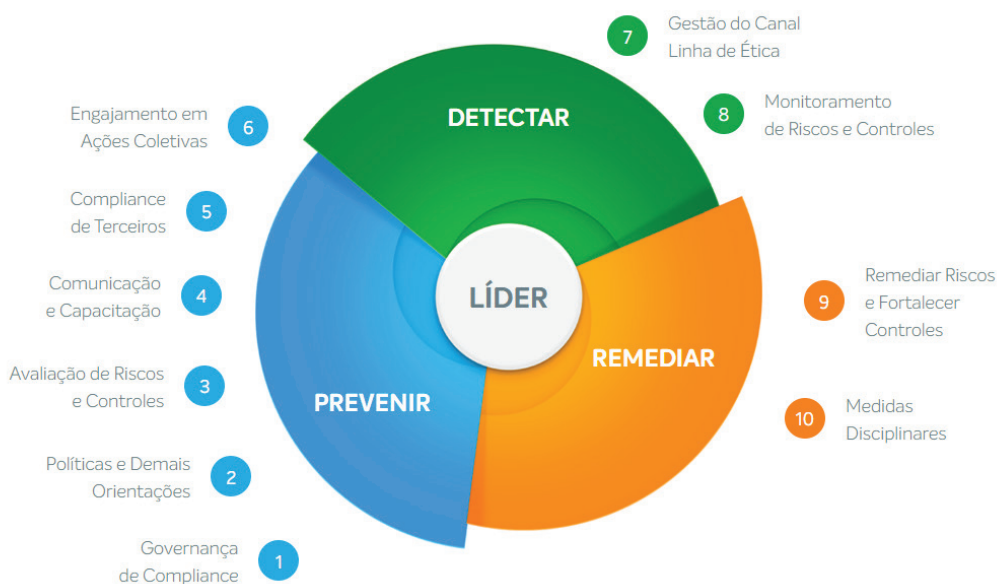 7
Gestão do Canal
Linha de Ética
8
Monitoramento
de Riscos e Controles
DETECTAR
Engajamento em
Ações Coletivas
6
Compliance
de Terceiros
5
Comunicação
e Capacitação
4
Avaliação de Riscos
e Controles
3
Políticas e Demais
Orientações
2
Governança
de Compliance
1
PREVENIR
LÍDER
REMEDIAR
9
Remediar Riscos
e Fortalecer
Controles
10
Medidas
Disciplinares